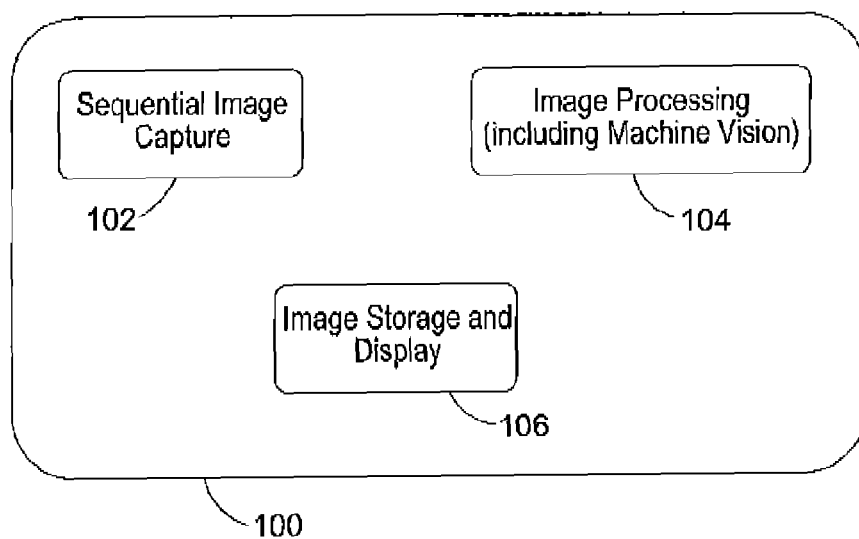 Sequential Image
Capture
102
Image Processing
(including Machine Vision)
104
Image Storage and
Display
106
100